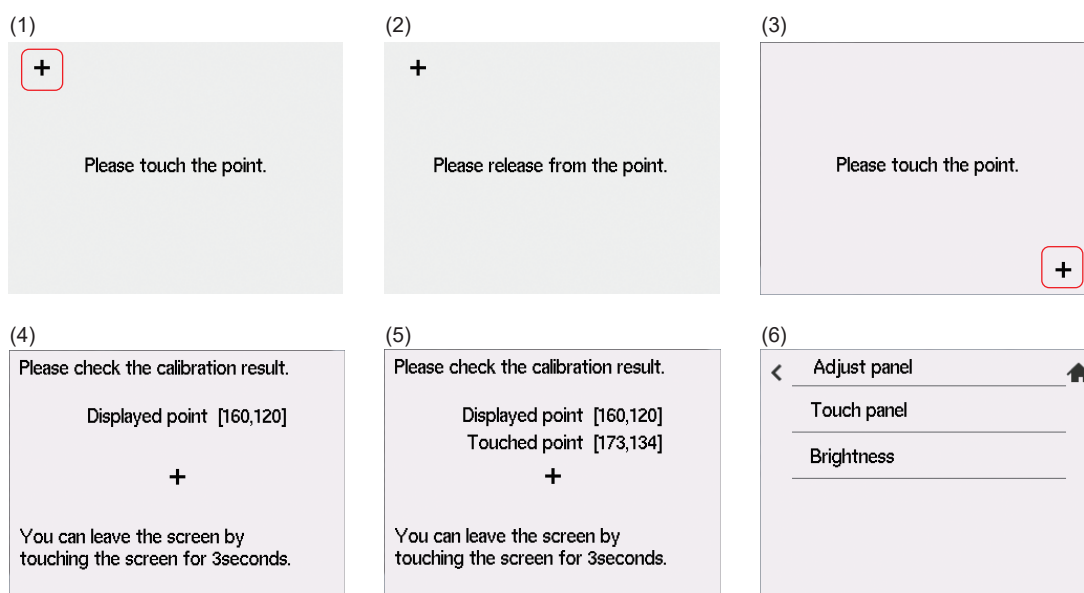 (1)
+
Please touch the point.
(2)
+
Please release from the point.
(3)
Please touch the point.
+
(4)
Please check the calibration result.
Displayed point [160,120]
+
You can leave the screen by
touching the screen for 3seconds.
(5)
Please check the calibration result.
Displayed point [160,120]
Touched point [173,134]
+
You can leave the screen by
touching the screen for 3seconds.
(6)
< Adjust panel
Touch panel
Brightness